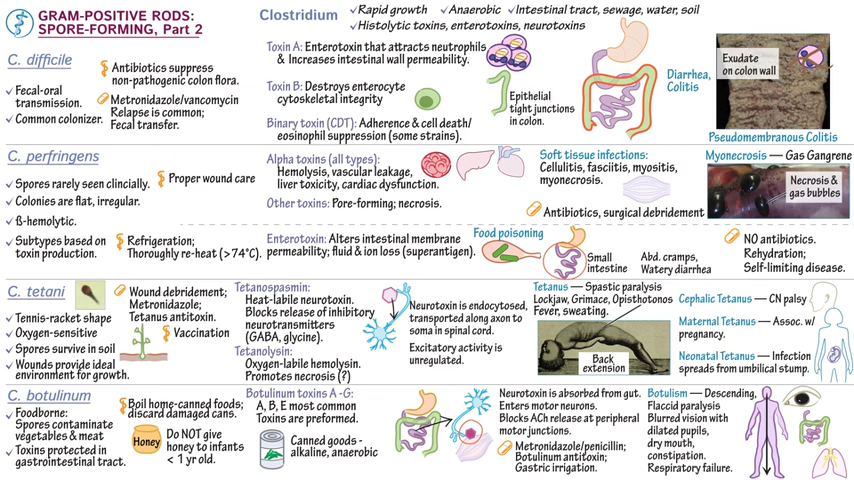 GRAM-POSITIVE RODS:
SPORE-FORMING, Part 2
Clostridium
✓Rapid growth ✓Anaerobic ✓Intestinal tract, sewage, water, soil
✓Histolytic toxins, enterotoxins, neurotoxins
C. difficile
✓ Fecal-oral
transmission.
✓ Common colonizer.
Antibiotics suppress
non-pathogenic colon flora.
Metronidazole/vancomycin
Relapse is common;
Fecal transfer.
Toxin A: Enterotoxin that attracts neutrophils
& Increases intestinal wall permeability.
Toxin B: Destroys enterocyte
cytoskeletal integrity
Binary toxin (CDT): Adherence & cell death/
eosinophil suppression (some strains).
Epithelial
tight junctions
in colon.
Diarrhea,
Colitis
Exudate
on colon wall
Pseudomembranous Colitis
C. perfringens
✓ Spores rarely seen clincially.
✓ Colonies are flat, irregular.
✓ ß-hemolytic.
✓ Subtypes based on
toxin production.
Proper wound care
Refrigeration;
Thoroughly re-heat (>74°C).
Alpha toxins (all types):
Hemolysis, vascular leakage,
liver toxicity, cardiac dysfunction.
Other toxins: Pore-forming; necrosis.
Soft tissue infections:
Cellulitis, fasciitis, myositis,
myonecrosis.
Antibiotics, surgical debridement
Myonecrosis — Gas Gangrene
Necrosis &
gas bubbles
Enterotoxin: Alters intestinal membrane
permeability; fluid & ion loss (superantigen).
Food poisoning
Small
intestine
Abd. cramps,
Watery diarrhea
NO antibiotics.
Rehydration;
Self-limiting disease.
C. tetani
✓ Tennis-racket shape
✓ Oxygen-sensitive
✓ Spores survive in soil
✓ Wounds provide ideal
environment for growth.
Wound debridement;
Metronidazole;
Tetanus antitoxin.
Vaccination
Tetanospasmin:
Heat-labile neurotoxin.
Blocks release of inhibitory
neurotransmitters
(GABA, glycine).
Tetanolysin:
Oxygen-labile hemolysin.
Promotes necrosis (?)
Neurotoxin is endocytosed,
transported along axon to
soma in spinal cord.
Excitatory activity is
unregulated.
Tetanus — Spastic paralysis
Lockjaw, Grimace, Opisthotonos
Fever, sweating.
Back
extension
Cephalic Tetanus — CN palsy
Maternal Tetanus — Assoc. w/
pregnancy.
Neonatal Tetanus — Infection
spreads from umbilical stump.
C. botulinum
✓ Foodborne:
Spores contaminate
vegetables & meat
✓ Toxins protected in
gastrointestinal tract.
Boil home-canned foods;
discard damaged cans.
Honey
Do NOT give
honey to infants
< 1 yr old.
Botulinum toxins A -G:
A, B, E most common
Toxins are preformed.
Canned goods -
alkaline, anaerobic
Neurotoxin is absorbed from gut.
Enters motor neurons.
Blocks ACh release at peripheral
motor junctions.
Metronidazole/penicillin;
Botulinum antitoxin;
Gastric irrigation.
Botulism — Descending,
Flaccid paralysis
Blurred vision with
dilated pupils,
dry mouth,
constipation.
Respiratory failure.